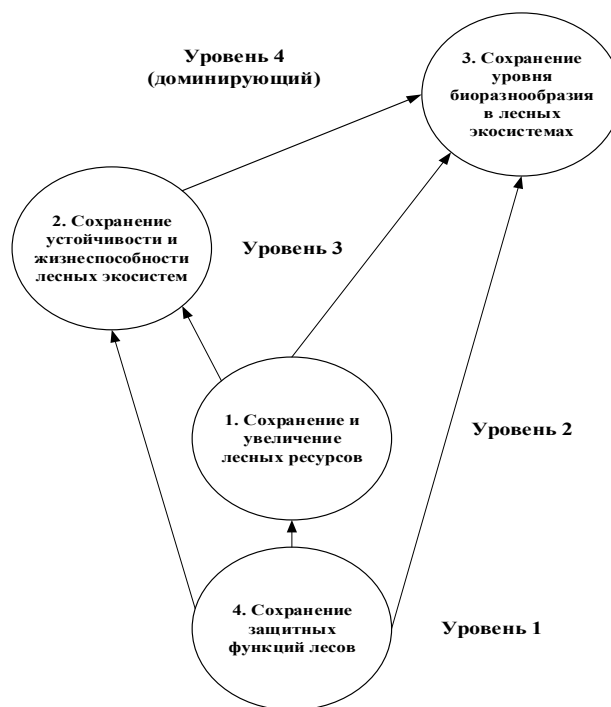 Уровень 4
(доминирующий)
3. Сохранение
уровня
биоразнообразия
в лесных
экосистемах
2. Сохранение
устойчивости и
жизнеспособности
лесных экосистем
Уровень 3
1. Сохранение и
увеличение
лесных ресурсов
Уровень 2
4. Сохранение
защитных
функций лесов
Уровень 1